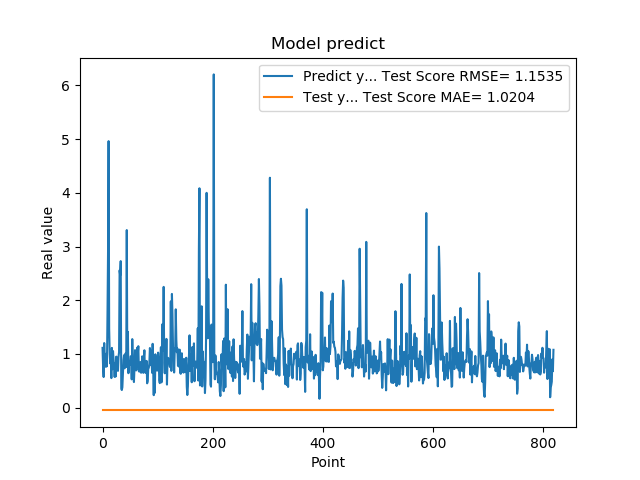 Model predict
Predict y... Test Score RMSE= 1.1535
Test y... Test Score MAE= 1.0204
Real value
6
5
4
3
2
1
0
0 200 400 600 800
Point